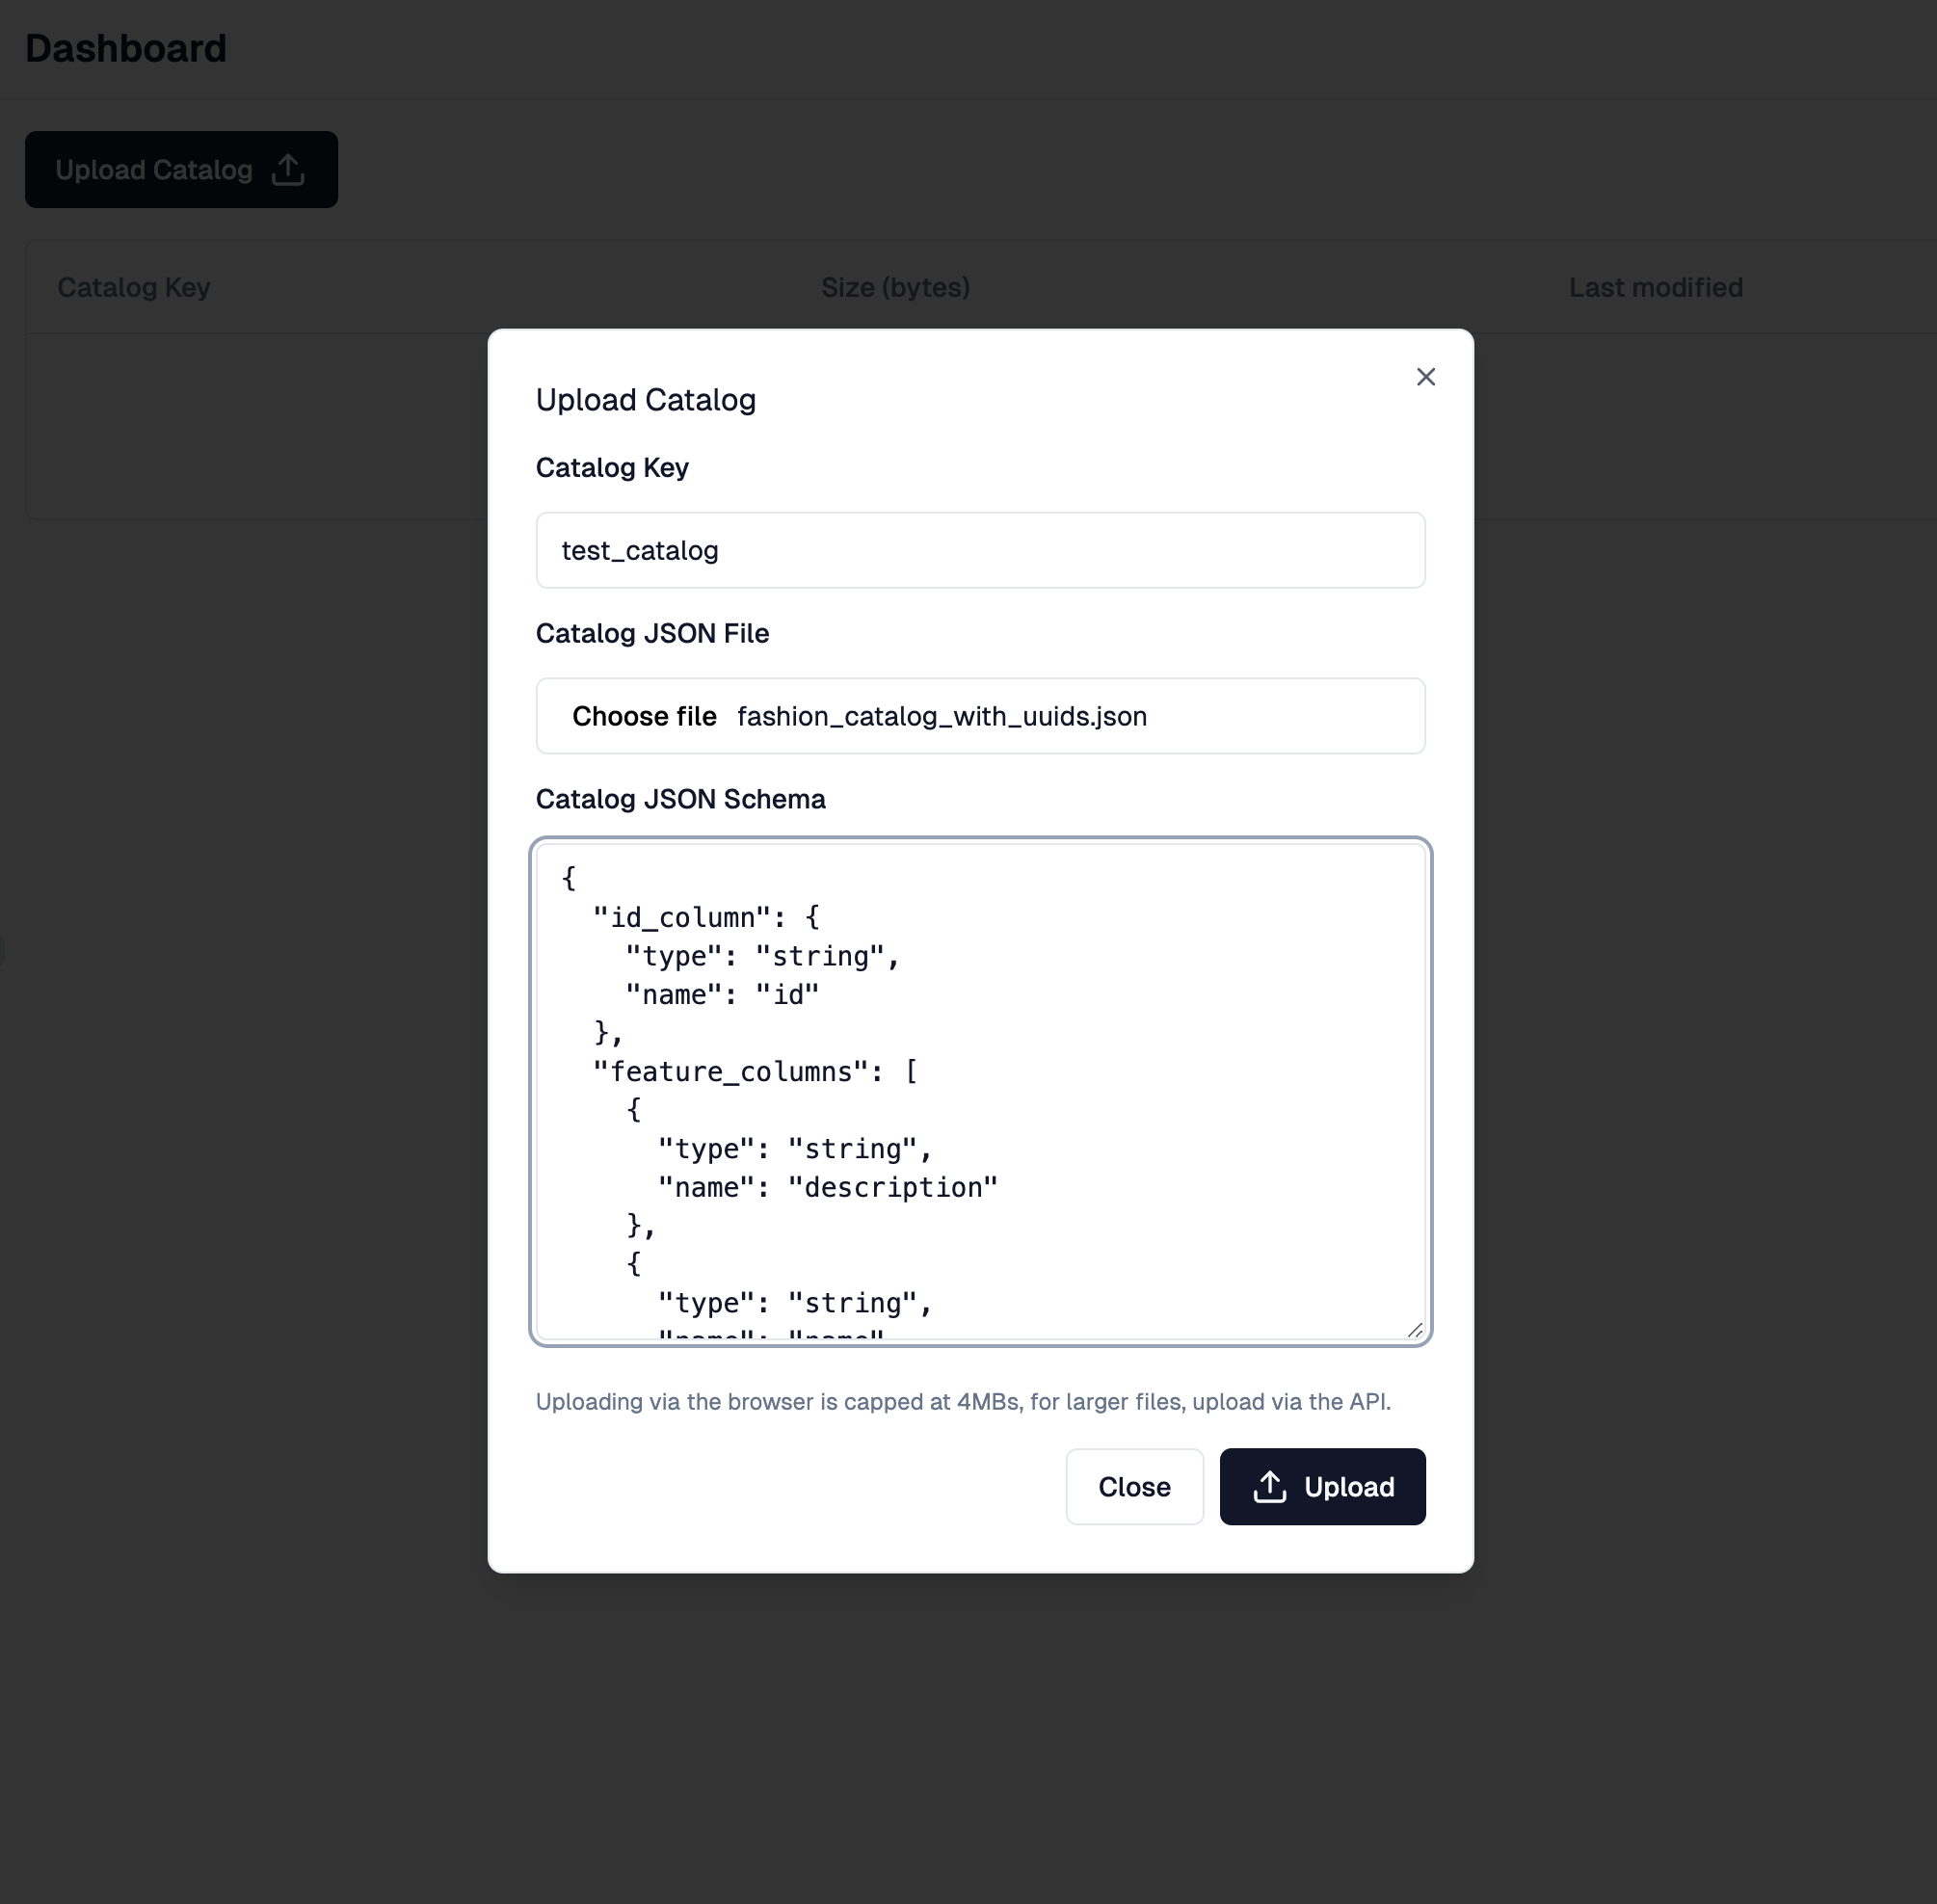 Dashboard
Upload Catalog
Catalog Key Size (bytes) Last modified
Upload Catalog
Catalog Key
test_catalog
Catalog JSON File
Choose file fashion_catalog_with_uuids.json
Catalog JSON Schema
{
  "id_column": {
    "type": "string",
    "name": "id"
  },
  "feature_columns": [
    {
      "type": "string",
      "name": "description"
    },
    {
      "type": "string",
      "name": "name"
Uploading via the browser is capped at 4MBs, for larger files, upload via the API.
Close Upload